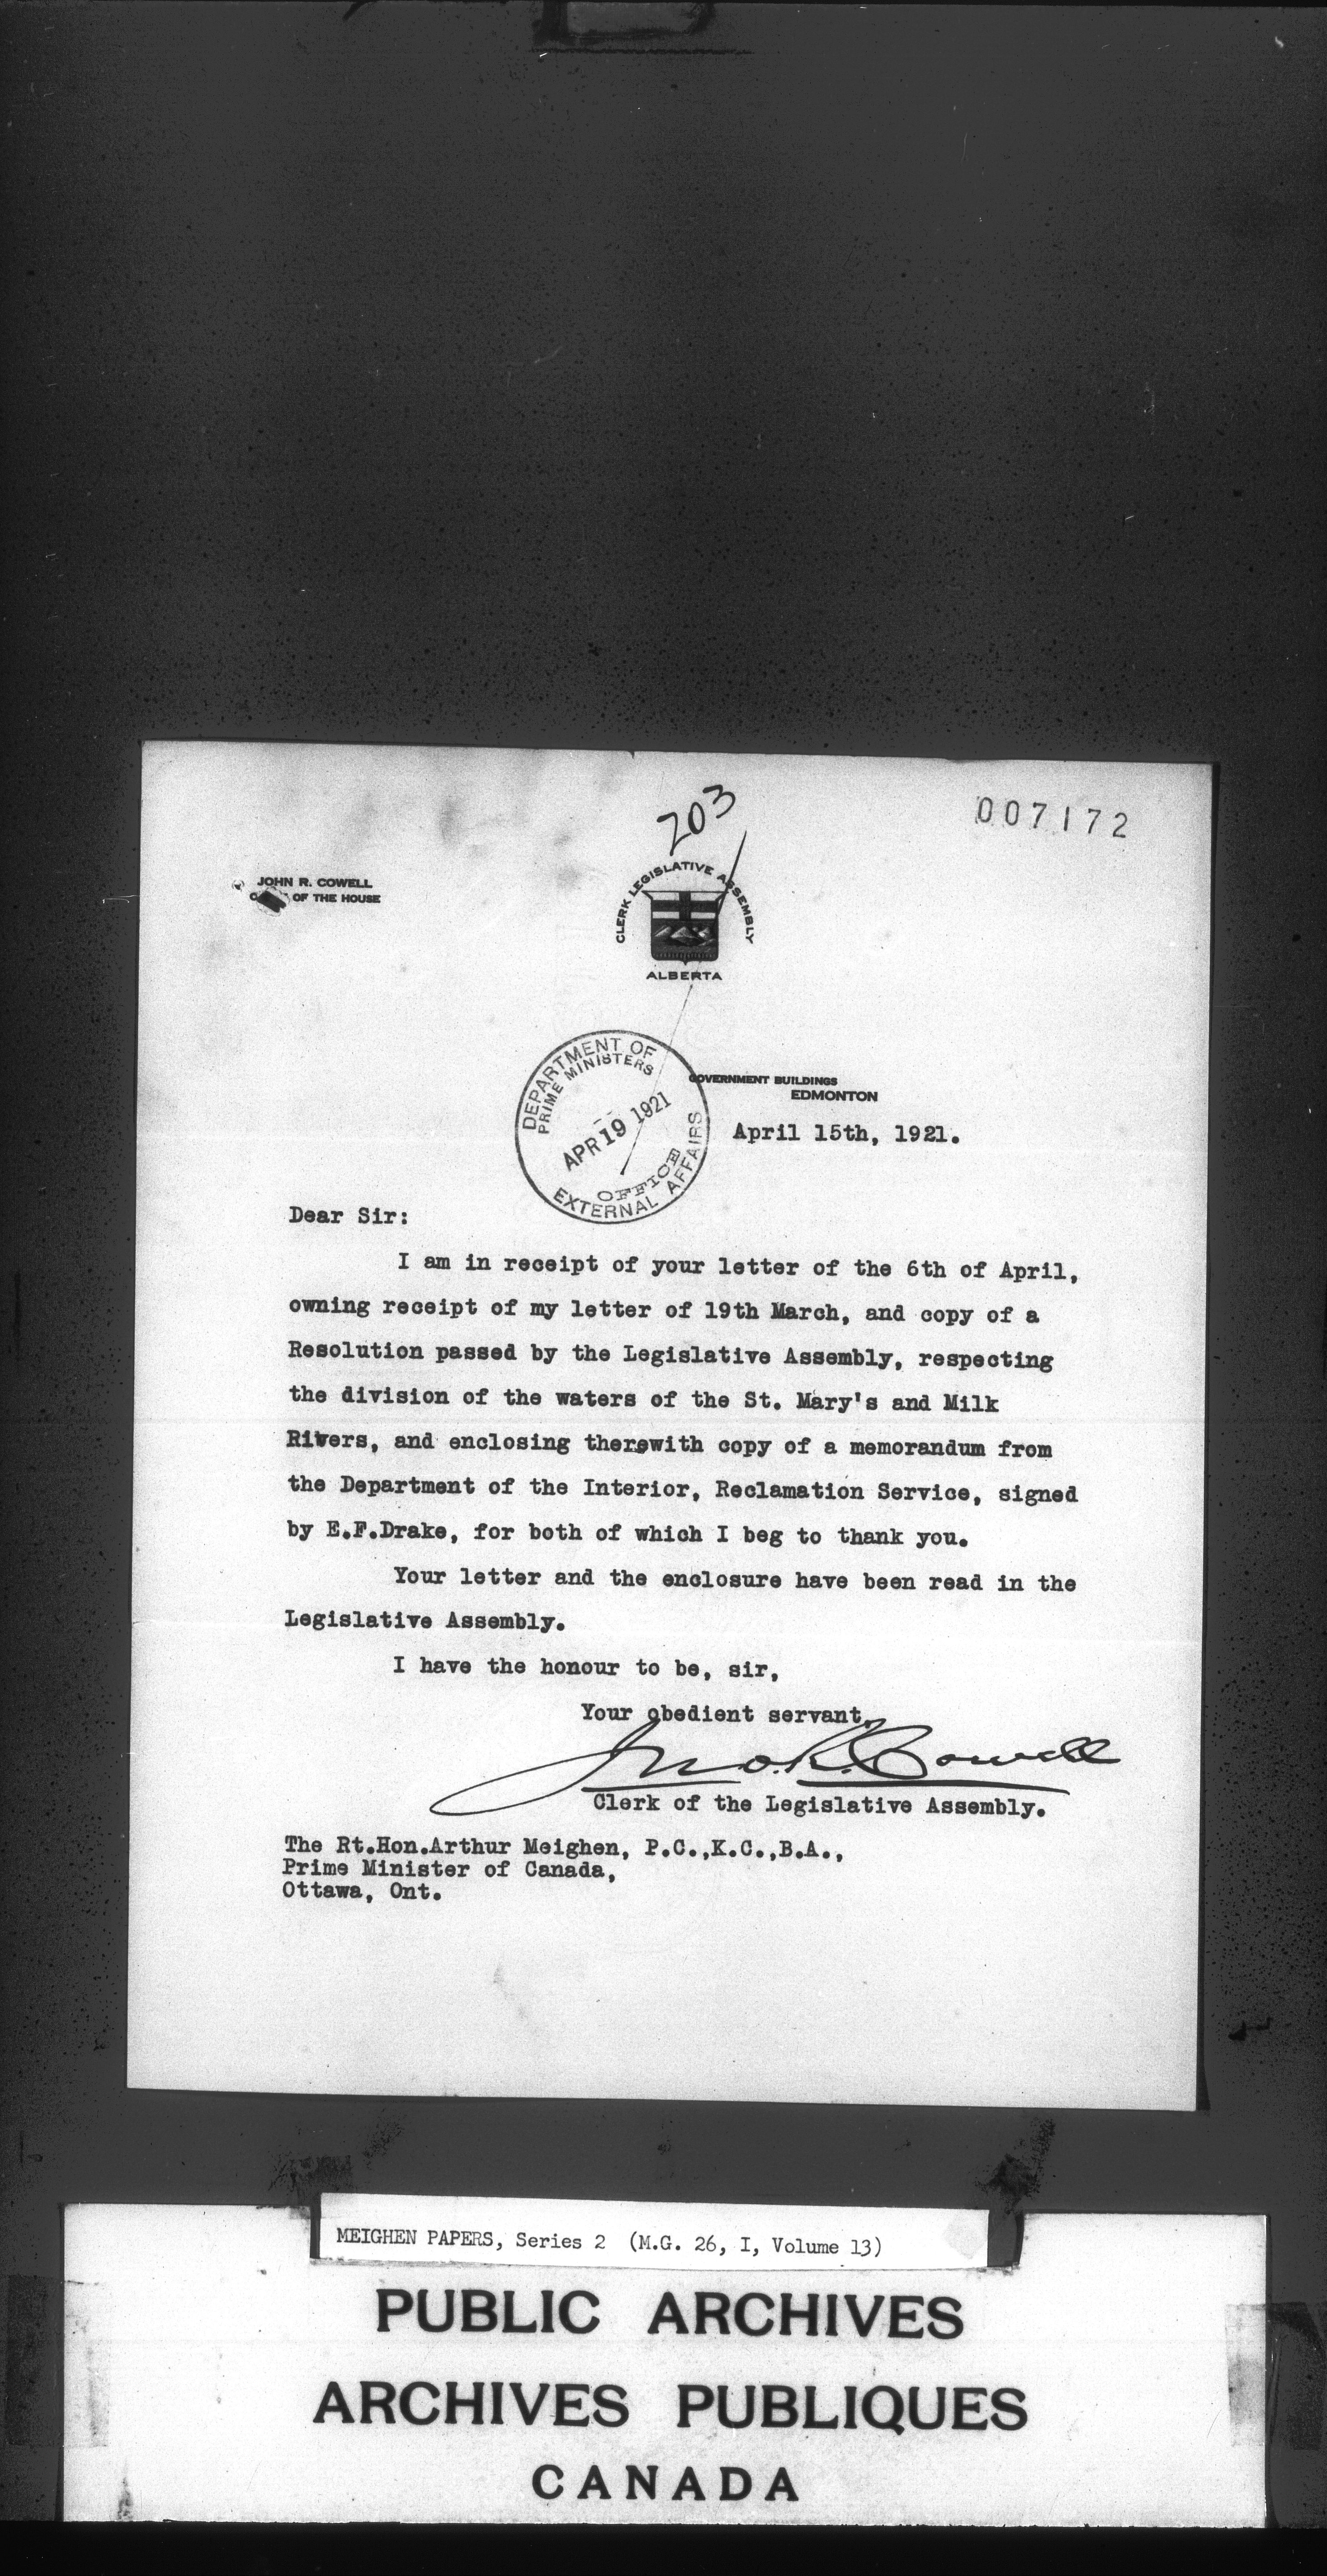 203
007172
JOHN R. COWELL
OF THE HOUSE
CLERK LEGISLATIVE ASSEMBLY
ALBERTA
DEPARTMENT OF
PRIME MINISTERS
APR 19 1921
OFFICE
EXTERNAL AFFAIRS
GOVERNMENT BUILDINGS
EDMONTON
April 15th, 1921.
Dear Sir:
I am in receipt of your letter of the 6th of April,
owning receipt of my letter of 19th March, and copy of a
Resolution passed by the Legislative Assembly, respecting
the division of the waters of the St. Mary's and Milk
Rivers, and enclosing therewith copy of a memorandum from
the Department of the Interior, Reclamation Service, signed
by E.F.Drake, for both of which I beg to thank you.
Your letter and the enclosure have been read in the
Legislative Assembly.
I have the honour to be, sir,
Your obedient servant,
Jno. R. Cowell
Clerk of the Legislative Assembly.
The Rt.Hon.Arthur Meighen, P.C.,K.C.,B.A.,
Prime Minister of Canada,
Ottawa, Ont.
MEIGHEN PAPERS, Series 2 (M.G. 26, I, Volume 13)
PUBLIC ARCHIVES
ARCHIVES PUBLIQUES
CANADA